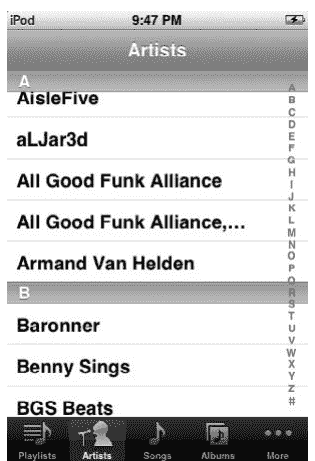 iPod 9:47 PM
Artists
A
AisleFive
aLJar3d
All Good Funk Alliance
All Good Funk Alliance,...
Armand Van Helden
B
Baronner
Benny Sings
BGS Beats
A
B
C
D
E
F
G
H
I
J
K
L
M
N
O
P
Q
R
S
T
U
V
W
X
Y
Z
#
Playlists Artists Songs Albums More